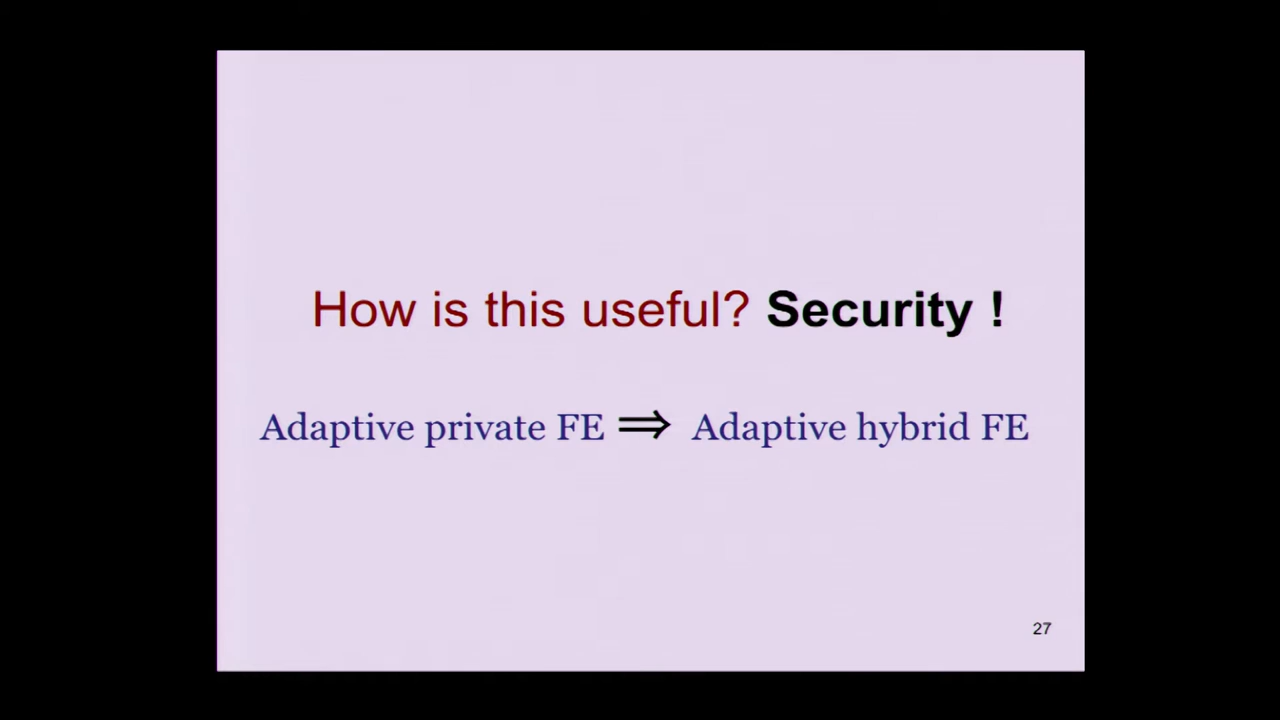 How is this useful? Security !
Adaptive private FE ⇒ Adaptive hybrid FE
27